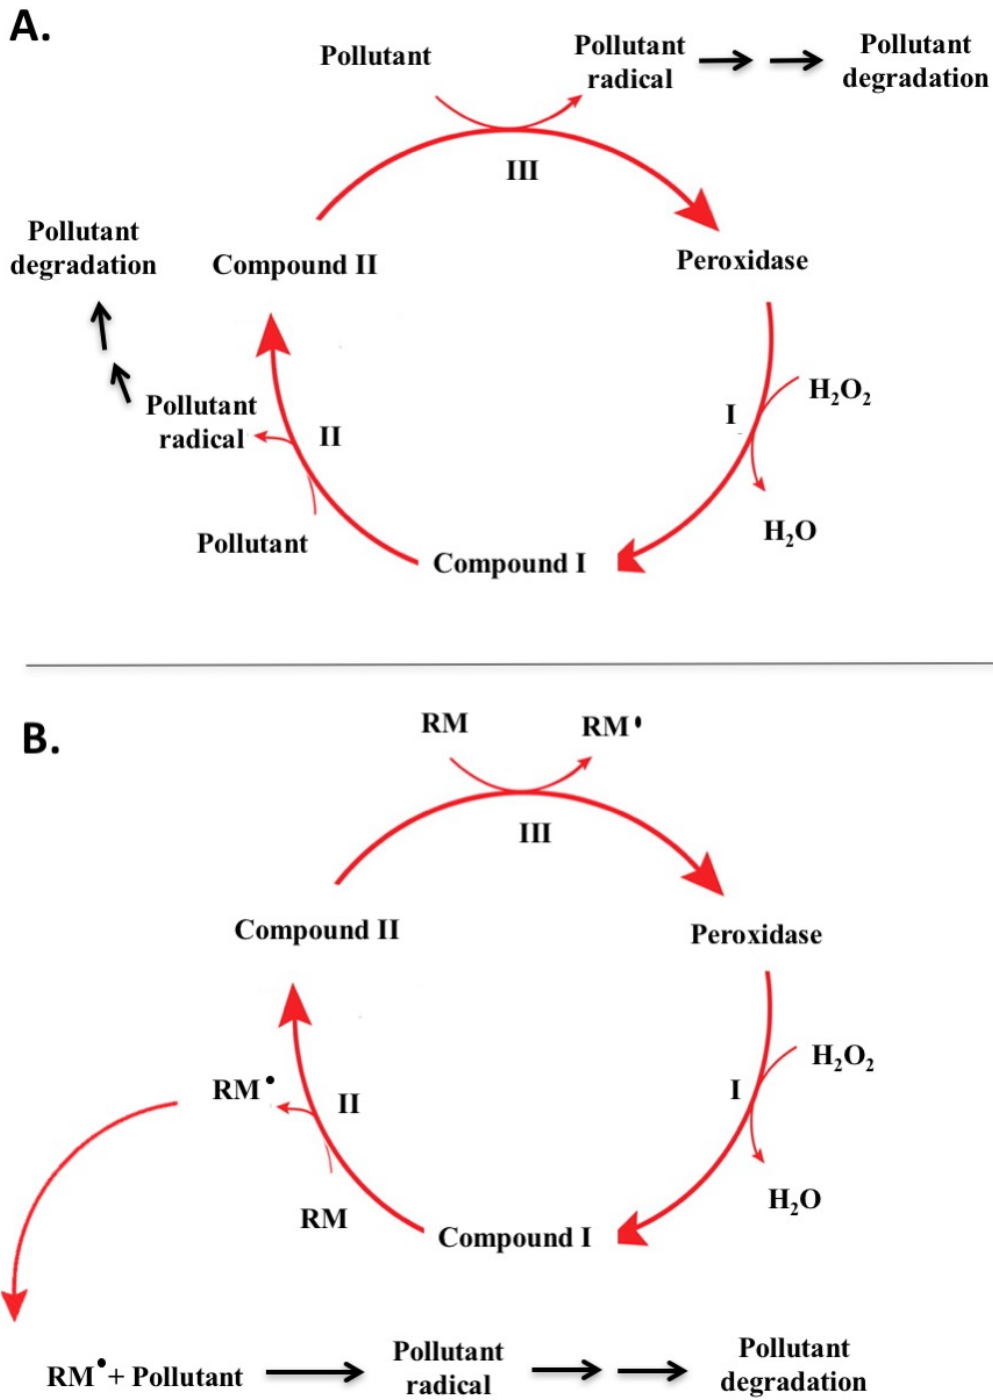 A.
Pollutant
Pollutant
radical
Pollutant
degradation
III
Pollutant
degradation
Compound II
Peroxidase
Pollutant
radical
II
I
H₂O₂
Pollutant
H₂O
Compound I
B.
RM
RM•
III
Compound II
Peroxidase
RM•
II
I
H₂O₂
RM
H₂O
Compound I
RM•+ Pollutant
Pollutant
radical
Pollutant
degradation